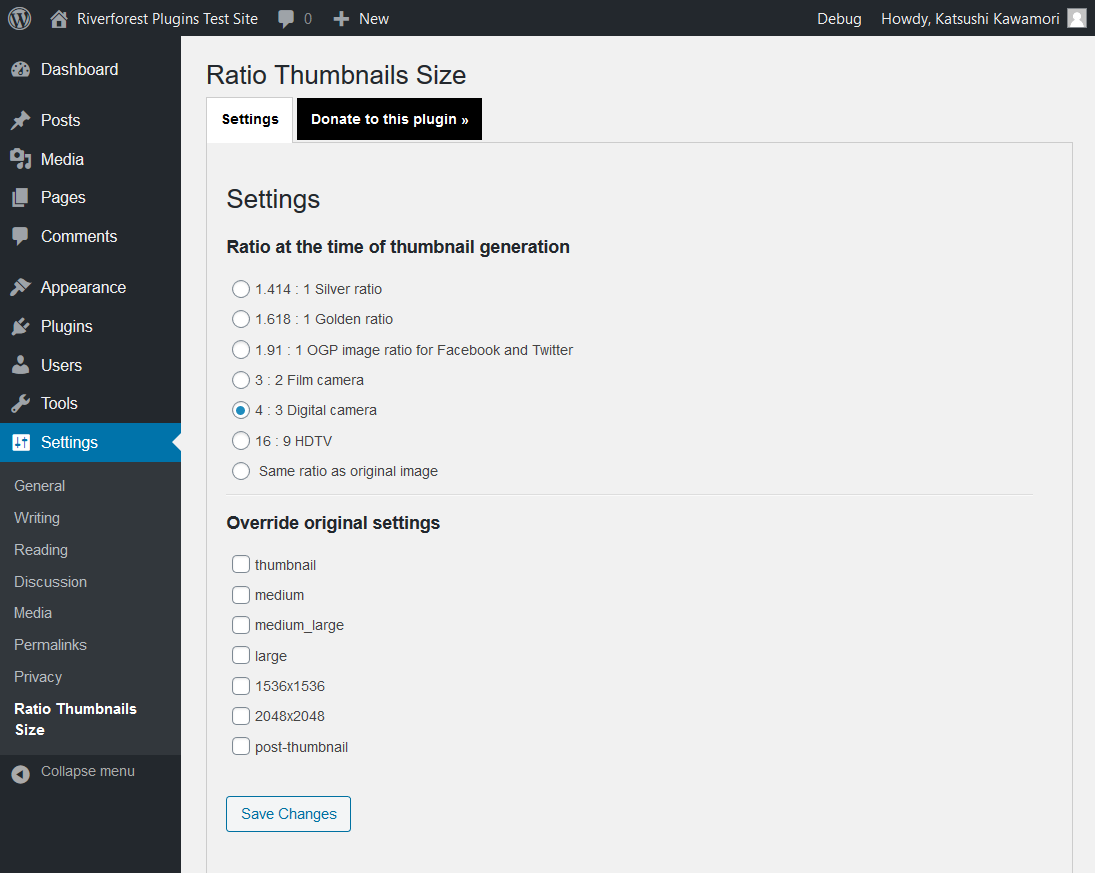 Riverforest Plugins Test Site 0 New Debug Howdy, Katsushi Kawamori
Dashboard
Posts
Media
Pages
Comments
Appearance
Plugins
Users
Tools
Settings
General
Writing
Reading
Discussion
Media
Permalinks
Privacy
Ratio Thumbnails
Size
Collapse menu
Ratio Thumbnails Size
Settings Donate to this plugin »
Settings
Ratio at the time of thumbnail generation
1.414 : 1 Silver ratio
1.618 : 1 Golden ratio
1.91 : 1 OGP image ratio for Facebook and Twitter
3 : 2 Film camera
4 : 3 Digital camera
16 : 9 HDTV
Same ratio as original image
Override original settings
thumbnail
medium
medium_large
large
1536x1536
2048x2048
post-thumbnail
Save Changes